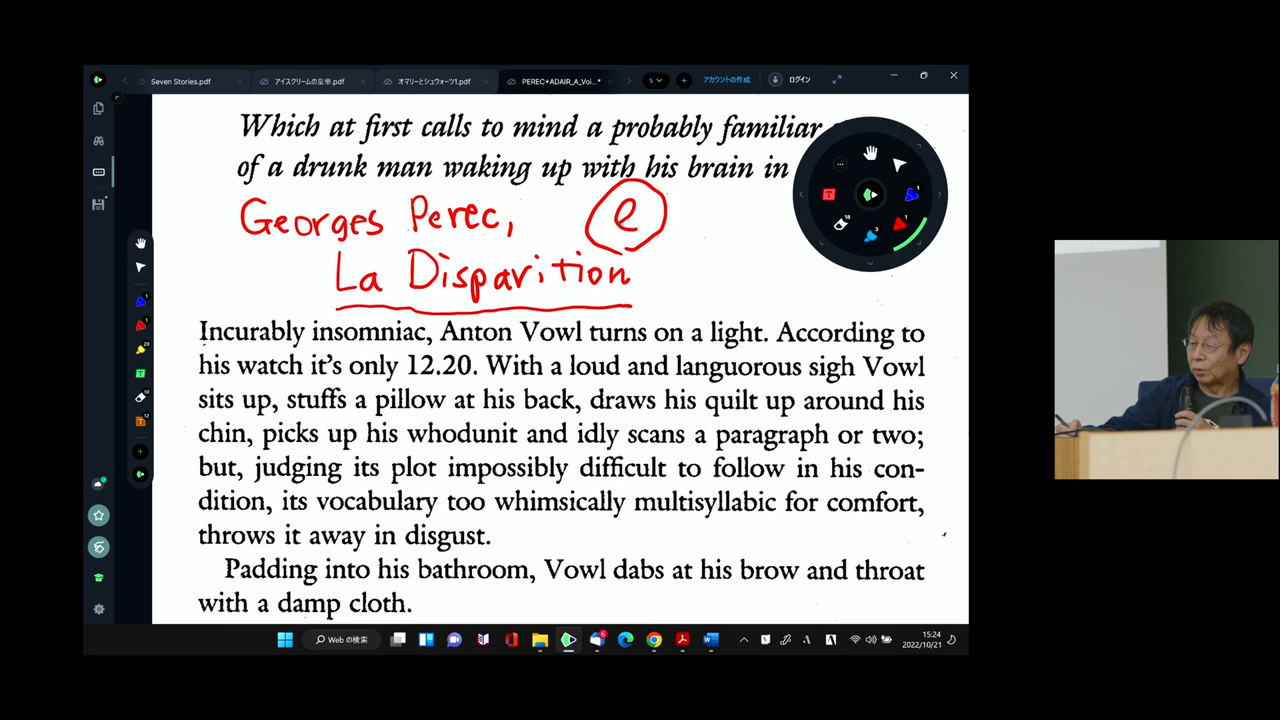 Seven Stories.pdf
アイスクリームの皇帝.pdf
オマリーとシュウォーツ1.pdf
PEREC+ADAIR_A_Voi...*
5
アカウントの作成
ログイン
Which at first calls to mind a probably familiar
of a drunk man waking up with his brain in
Georges Perec,
e
La Disparition
Incurably insomniac, Anton Vowl turns on a light. According to
his watch it's only 12.20. With a loud and languorous sigh Vowl
sits up, stuffs a pillow at his back, draws his quilt up around his
chin, picks up his whodunit and idly scans a paragraph or two;
but, judging its plot impossibly difficult to follow in his con-
dition, its vocabulary too whimsically multisyllabic for comfort,
throws it away in disgust.
Padding into his bathroom, Vowl dabs at his brow and throat
with a damp cloth.
Web の検索
15:24
2022/10/21